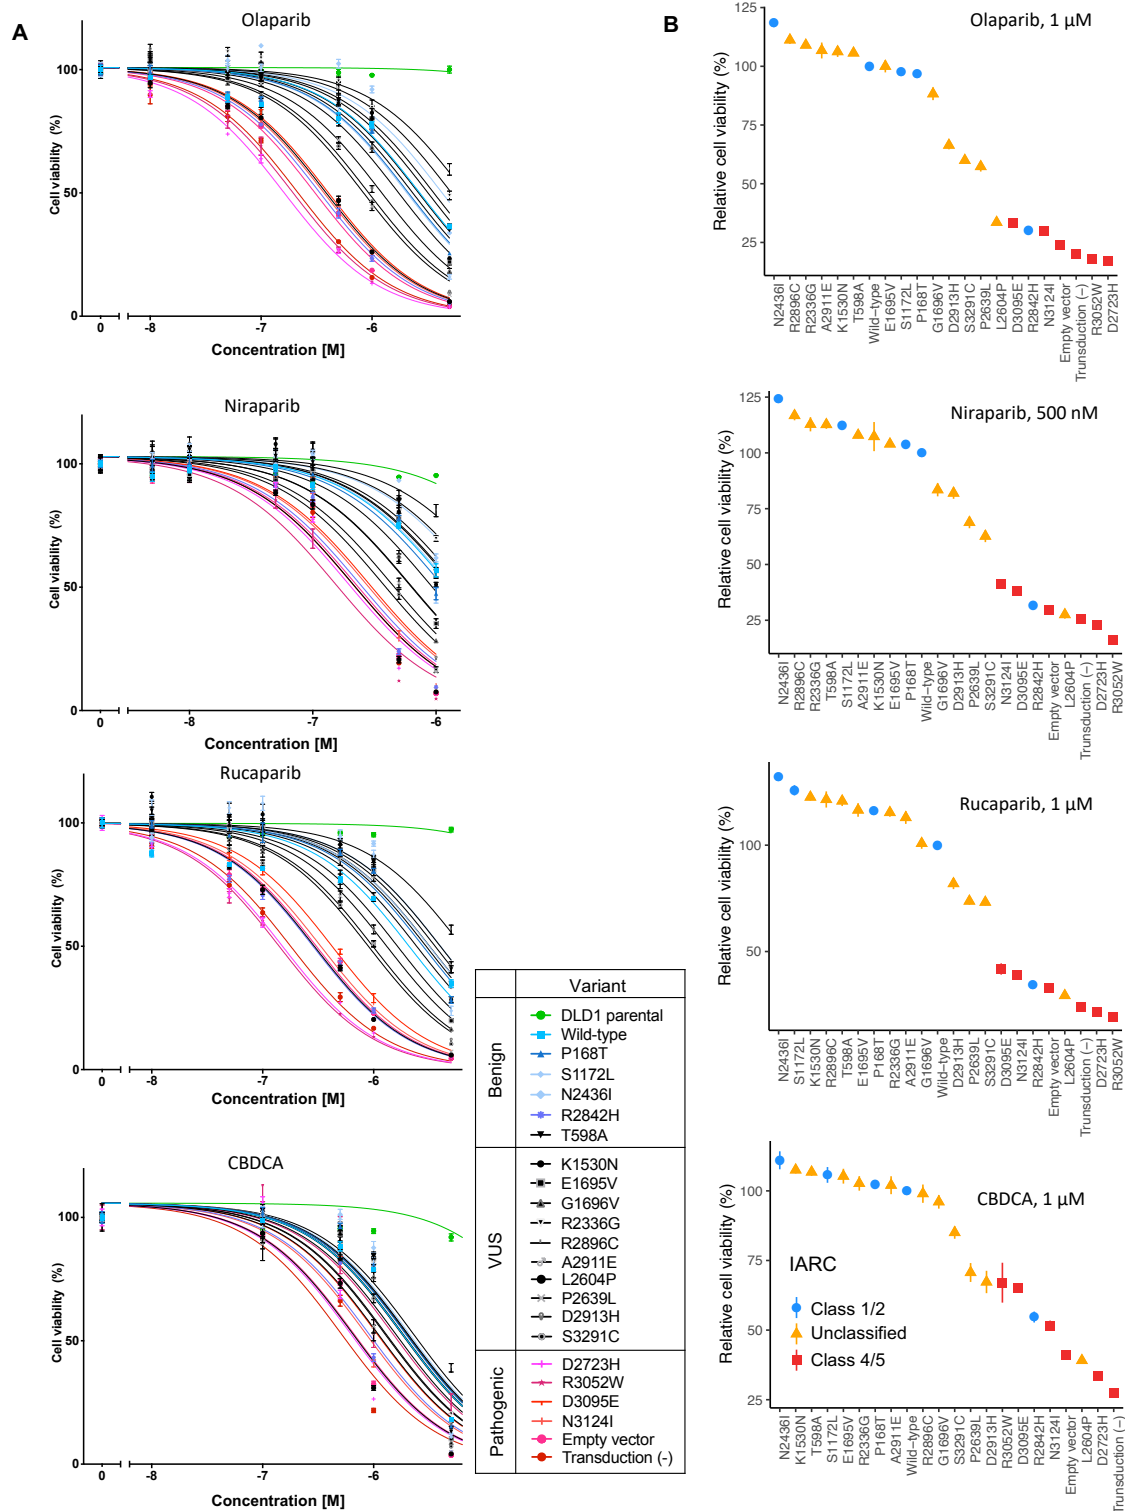 A
Olaparib
Cell viability (%)
100
50
0
0
-8
-7
-6
Concentration [M]
Niraparib
Cell viability (%)
100
50
0
0
-8
-7
-6
Concentration [M]
Rucaparib
Cell viability (%)
100
50
0
0
-8
-7
-6
Concentration [M]
CBDCA
Cell viability (%)
100
50
0
0
-8
-7
-6
Concentration [M]
Variant
Benign
DLD1 parental
Wild-type
P168T
S1172L
N2436I
R2842H
T598A
VUS
K1530N
E1695V
G1696V
R2336G
R2896C
A2911E
L2604P
P2639L
D2913H
S3291C
Pathogenic
D2723H
R3052W
D3095E
N3124I
Empty vector
Transduction (-)
B
Olaparib, 1 μM
Relative cell viability (%)
125
100
75
50
25
N2436I
R2896C
R2336G
A2911E
K1530N
T598A
Wild-type
E1695V
S1172L
P168T
G1696V
D2913H
S3291C
P2639L
L2604P
D3095E
R2842H
N3124I
Empty vector
Trunsduction (-)
R3052W
D2723H
Niraparib, 500 nM
Relative cell viability (%)
125
100
75
50
25
N2436I
R2896C
R2336G
T598A
S1172L
A2911E
K1530N
E1695V
P168T
Wild-type
G1696V
D2913H
P2639L
S3291C
N3124I
D3095E
R2842H
Empty vector
L2604P
Trunsduction (-)
D2723H
R3052W
Rucaparib, 1 μM
Relative cell viability (%)
100
50
N2436I
S1172L
K1530N
R2896C
T598A
E1695V
P168T
R2336G
A2911E
G1696V
Wild-type
D2913H
P2639L
S3291C
D3095E
N3124I
R2842H
Empty vector
L2604P
Trunsduction (-)
D2723H
R3052W
CBDCA, 1 μM
Relative cell viability (%)
100
75
50
25
IARC
Class 1/2
Unclassified
Class 4/5
N2436I
K1530N
T598A
S1172L
E1695V
R2336G
P168T
A2911E
Wild-type
R2896C
G1696V
S3291C
P2639L
D2913H
R3052W
D3095E
R2842H
N3124I
Empty vector
L2604P
D2723H
Trunsduction (-)